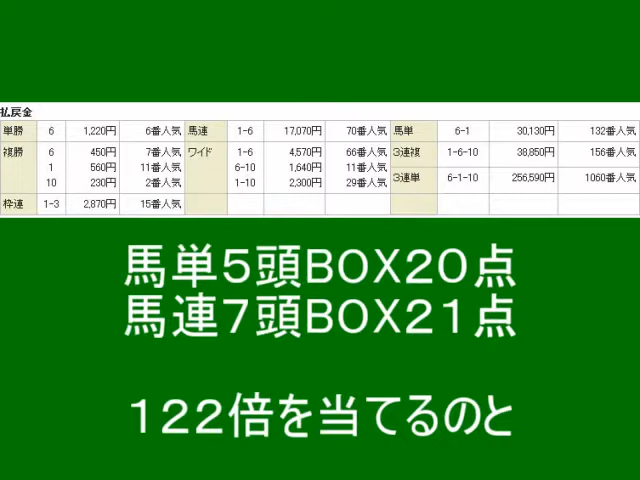 払戻金
単勝 6 1,220円 6番人気 馬連 1-6 17,070円 70番人気 馬単 6-1 30,130円 132番人気
複勝 6 450円 7番人気 ワイド 1-6 4,570円 66番人気 3連複 1-6-10 38,850円 156番人気
1 560円 11番人気 6-10 1,640円 11番人気
10 230円 2番人気 1-10 2,300円 29番人気 3連単 6-1-10 256,590円 1060番人気
枠連 1-3 2,870円 15番人気
馬単5頭BOX20点
馬連7頭BOX21点
122倍を当てるのと